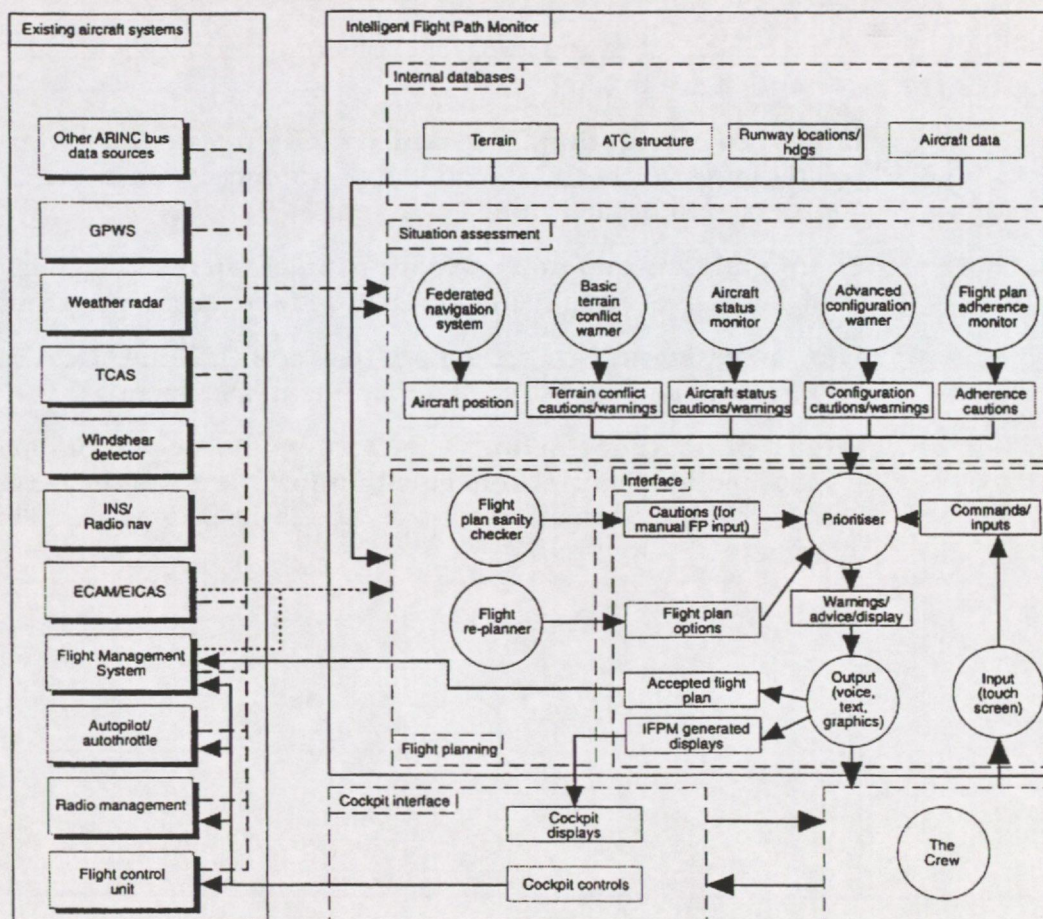 Existing aircraft systems
Other ARINC bus
data sources
GPWS
Weather radar
TCAS
Windshear
detector
INS/
Radio nav
ECAM/EICAS
Flight Management
System
Autopilot/
autothrottle
Radio management
Flight control
unit
Intelligent Flight Path Monitor
Internal databases
Terrain
ATC structure
Runway locations/
hdgs
Aircraft data
Situation assessment
Federated
navigation
system
Basic
terrain
conflict
warner
Aircraft
status
monitor
Advanced
configuration
warner
Flight plan
adherence
monitor
Aircraft position
Terrain conflict
cautions/warnings
Aircraft status
cautions/warnings
Configuration
cautions/warnings
Adherence
cautions
Flight
plan sanity
checker
Flight
re-planner
Flight planning
Interface
Cautions (for
manual FP input)
Prioritiser
Commands/
inputs
Flight plan
options
Warnings/
advice/display
Accepted flight
plan
IFPM generated
displays
Output
(voice,
text,
graphics)
Input
(touch
screen)
Cockpit interface
Cockpit
displays
Cockpit controls
The
Crew